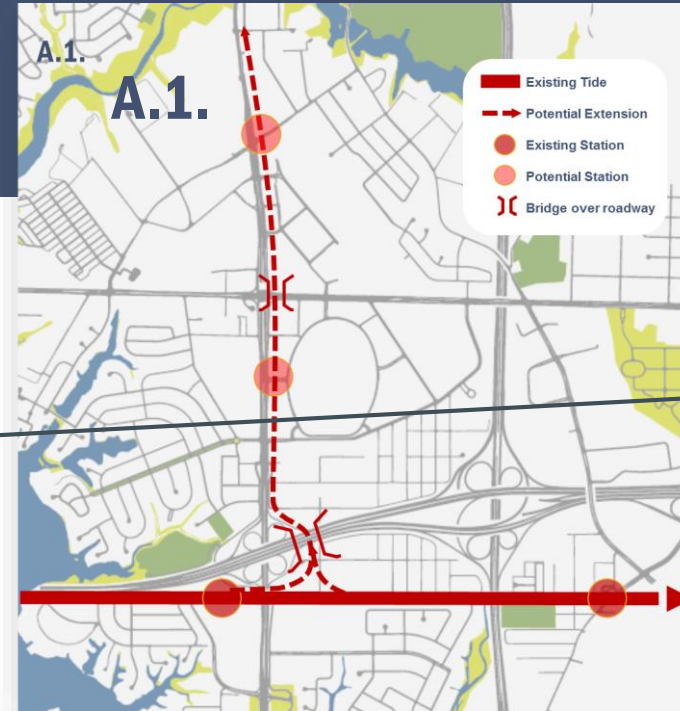 A.1.
A.1.
Existing Tide
Potential Extension
Existing Station
Potential Station
Bridge over roadway